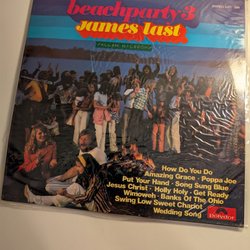 beachparty 3
James Last
How Do You Do
Amazing Grace - Poppa Joe
Put Your Hand - Song Sung Blue
Jesus Christ - Holly Holy - Get Ready
Wimoweh - Banks Of The Ohio
Swing Low Sweet Chariot
Wedding Song
Polydor